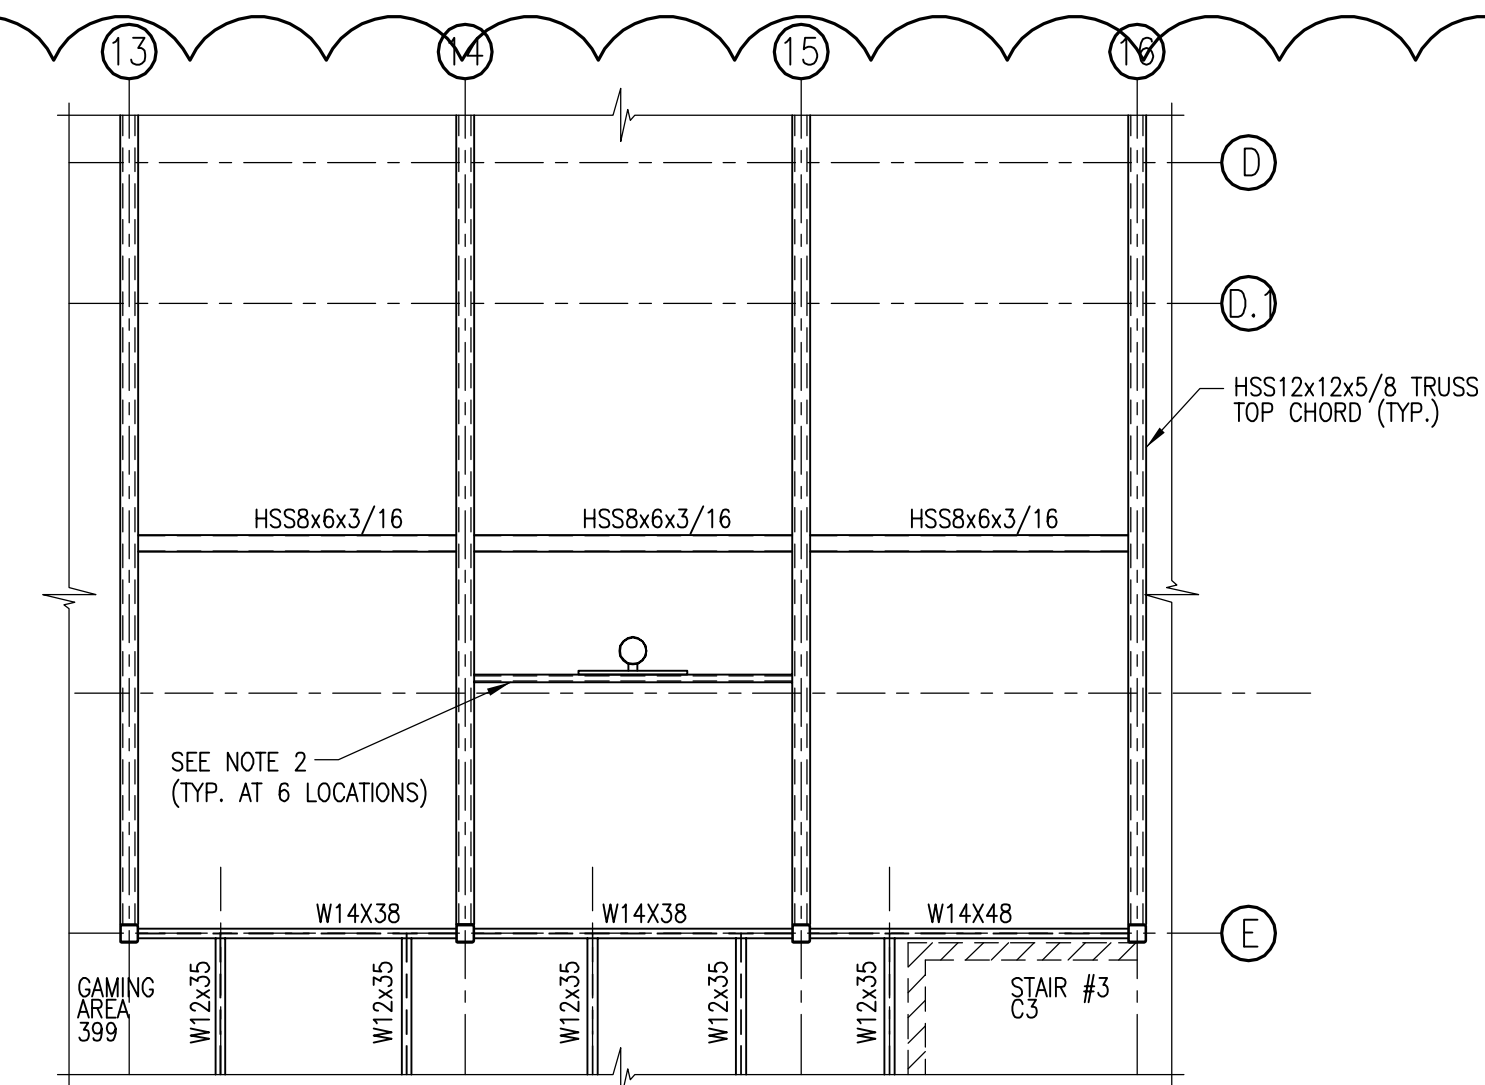 13 14 15 16
D
D.1
HSS12x12x5/8 TRUSS
TOP CHORD (TYP.)
HSS8x6x3/16 HSS8x6x3/16 HSS8x6x3/16
SEE NOTE 2
(TYP. AT 6 LOCATIONS)
W14X38 W14X38 W14X48
E
GAMING
AREA
399
W12x35 W12x35 W12x35 W12x35 W12x35
STAIR #3
C3